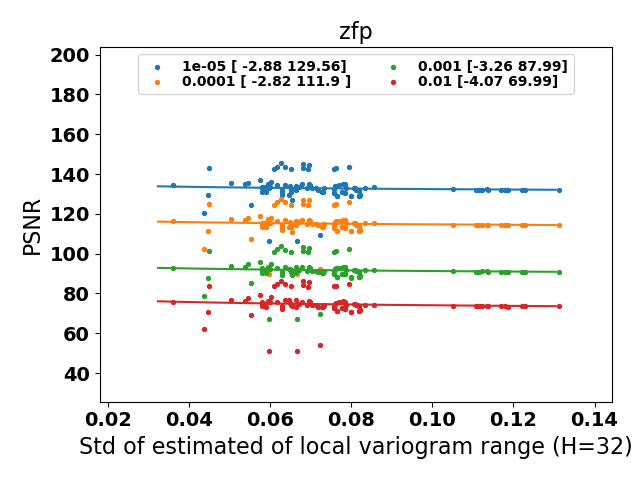 zfp
200
180
160
140
120
100
80
60
40
PSNR
1e-05 [ -2.88 129.56]
0.0001 [ -2.82 111.9 ]
0.001 [-3.26 87.99]
0.01 [-4.07 69.99]
0.02 0.04 0.06 0.08 0.10 0.12 0.14
Std of estimated of local variogram range (H=32)